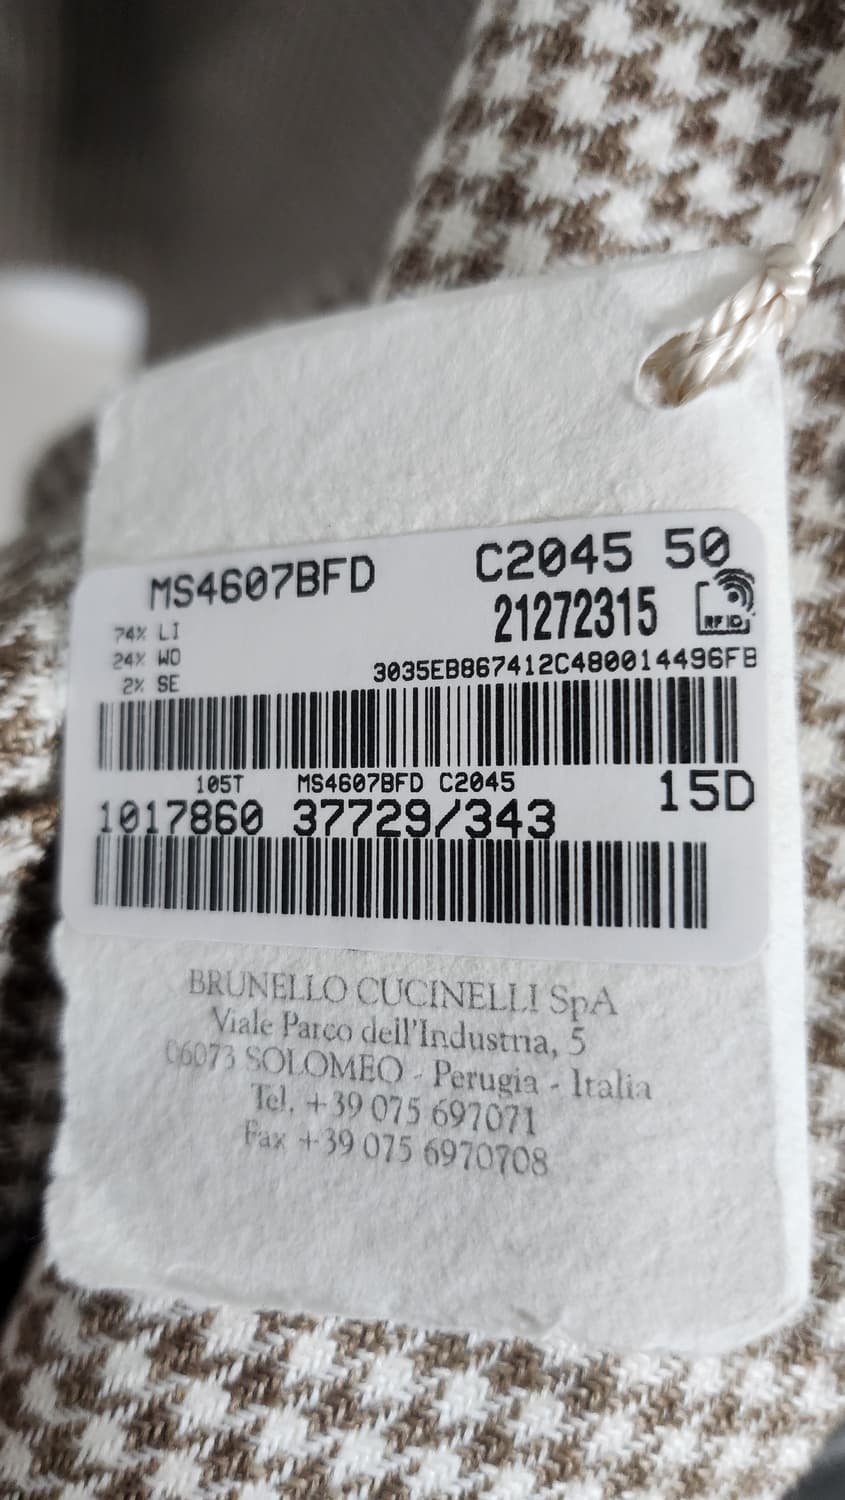 MS4607BFD C2045 50
21272315 RFID
74% LI
24% WO
2% SE
3035EB867412C480014496FB
105T MS4607BFD C2045 15D
1017860 37729/343
BRUNELLO CUCINELLI SpA
Viale Parco dell'Industria, 5
06073 SOLOMEO - Perugia - Italia
Tel. +39 075 697071
Fax +39 075 6970708